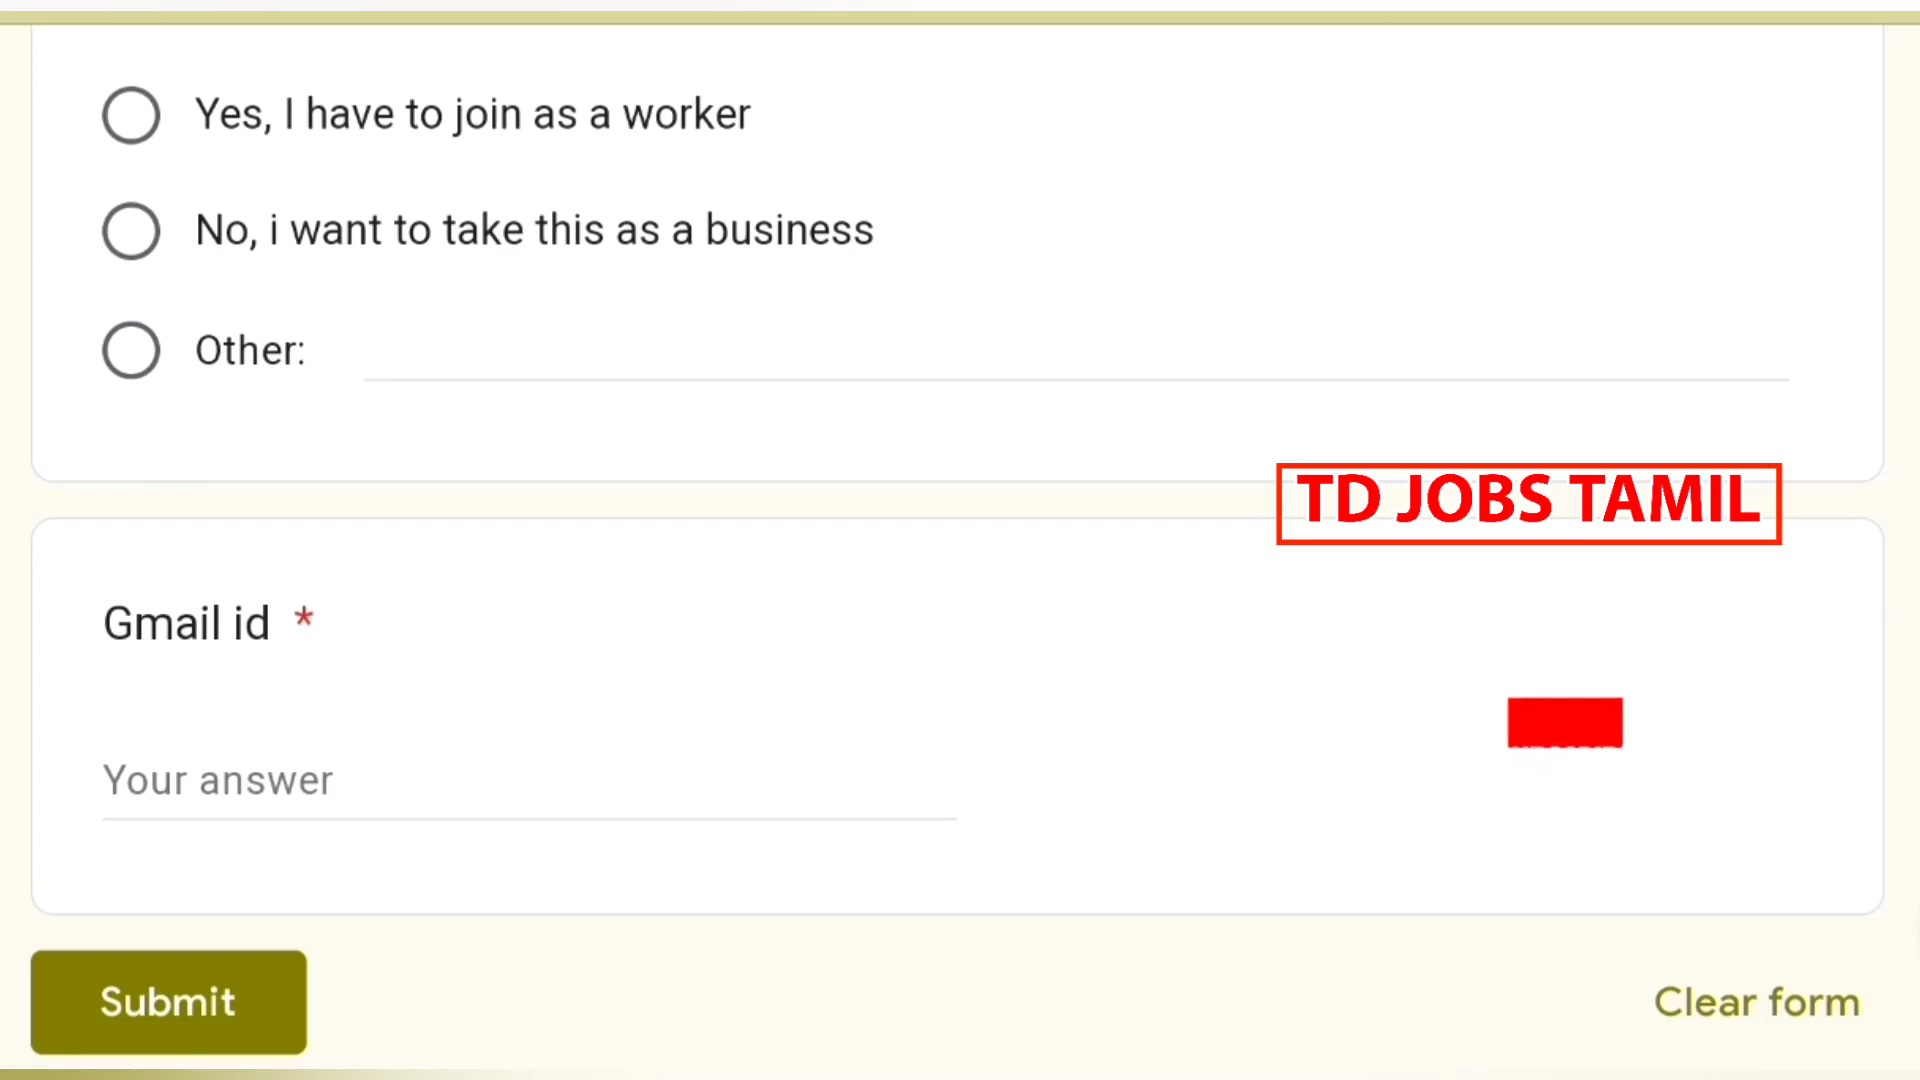 Yes, I have to join as a worker
No, i want to take this as a business
Other:
TD JOBS TAMIL
Gmail id *
Your answer
Submit
Clear form